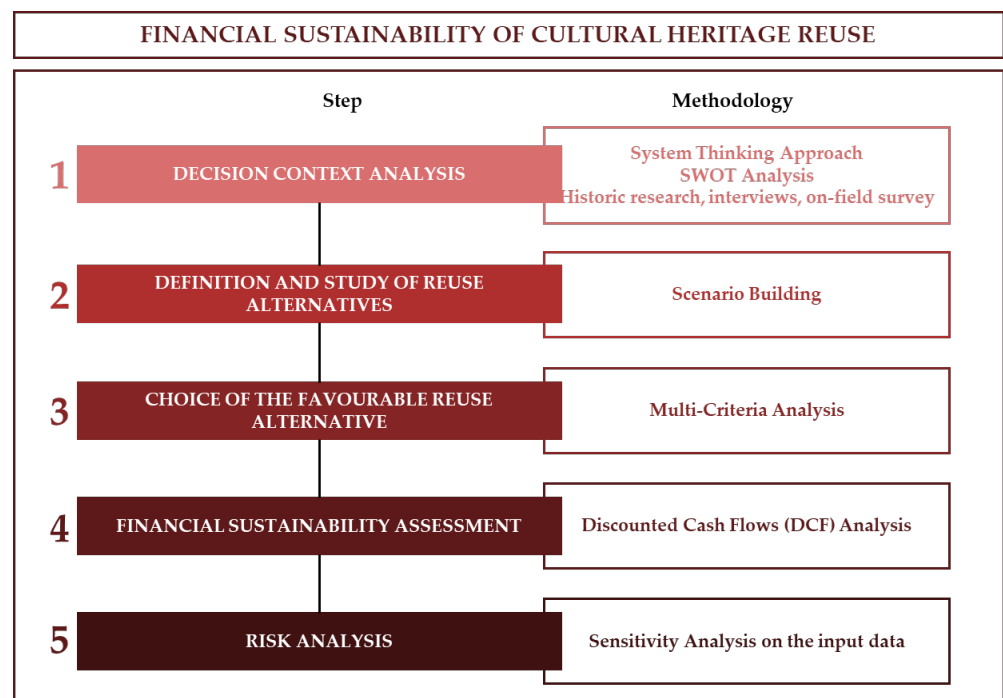 FINANCIAL SUSTAINABILITY OF CULTURAL HERITAGE REUSE
Step
Methodology
1
DECISION CONTEXT ANALYSIS
System Thinking Approach
SWOT Analysis
Historic research, interviews, on-field survey
2
DEFINITION AND STUDY OF REUSE
ALTERNATIVES
Scenario Building
3
CHOICE OF THE FAVOURABLE REUSE
ALTERNATIVE
Multi-Criteria Analysis
4
FINANCIAL SUSTAINABILITY ASSESSMENT
Discounted Cash Flows (DCF) Analysis
5
RISK ANALYSIS
Sensitivity Analysis on the input data